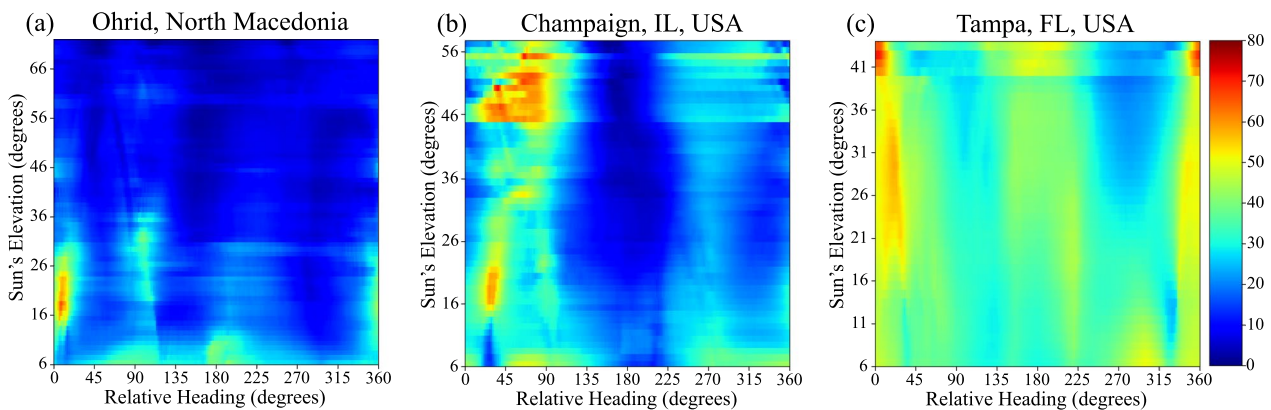 (a) Ohrid, North Macedonia
(b) Champaign, IL, USA
(c) Tampa, FL, USA
Sun's Elevation (degrees)
66
56
46
36
26
16
6
0 45 90 135 180 225 270 315 360
Relative Heading (degrees)
Sun's Elevation (degrees)
56
46
36
26
16
6
0 45 90 135 180 225 270 315 360
Relative Heading (degrees)
Sun's Elevation (degrees)
41
36
31
26
21
16
11
6
0 45 90 135 180 225 270 315 360
Relative Heading (degrees)
80
70
60
50
40
30
20
10
0